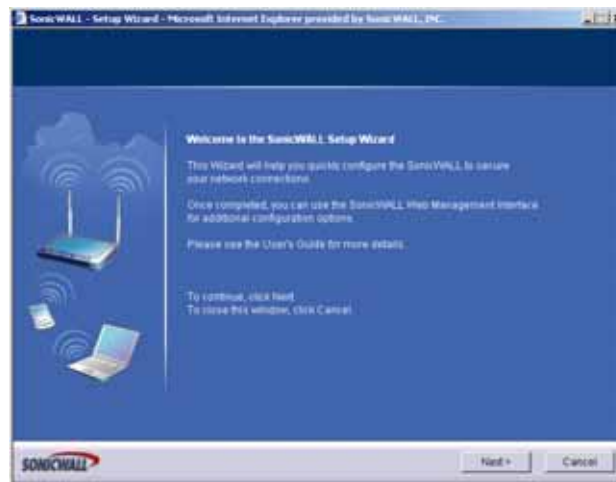 SonicWALL - Setup Wizard - Microsoft Internet Explorer provided by SonicWALL, INC.
Welcome to the SonicWALL Setup Wizard
This Wizard will help you quickly configure the SonicWALL to secure
your network connections.
Once completed, you can use the SonicWALL Web Management Interface
for additional configuration options.
Please see the User's Guide for more details.
To continue, click Next.
To close this window, click Cancel.
SONICWALL
Next >
Cancel